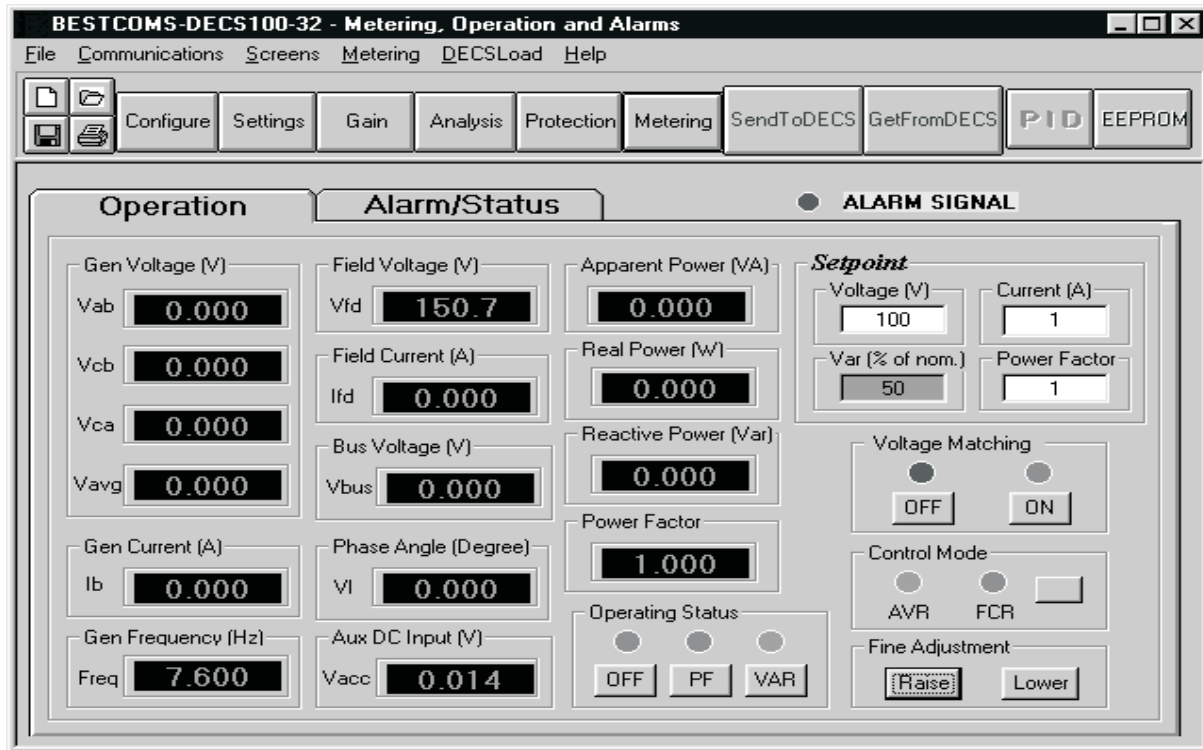 BESTCOMS-DECS100-32 - Metering, Operation and Alarms
File Communications Screens Metering DECSLoad Help
Configure Settings Gain Analysis Protection Metering SendToDECS GetFromDECS PID EEPROM
Operation Alarm/Status ALARM SIGNAL
Gen Voltage (V)
Vab 0.000
Vcb 0.000
Vca 0.000
Vavg 0.000
Gen Current (A)
Ib 0.000
Gen Frequency (Hz)
Freq 7.600
Field Voltage (V)
Vfd 150.7
Field Current (A)
Ifd 0.000
Bus Voltage (V)
Vbus 0.000
Phase Angle (Degree)
VI 0.000
Aux DC Input (V)
Vacc 0.014
Apparent Power (VA)
0.000
Real Power (W)
0.000
Reactive Power (Var)
0.000
Power Factor
1.000
Operating Status
OFF PF VAR
Setpoint
Voltage (V) Current (A)
100 1
Var (% of nom.) Power Factor
50 1
Voltage Matching
OFF ON
Control Mode
AVR FCR
Fine Adjustment
Raise Lower